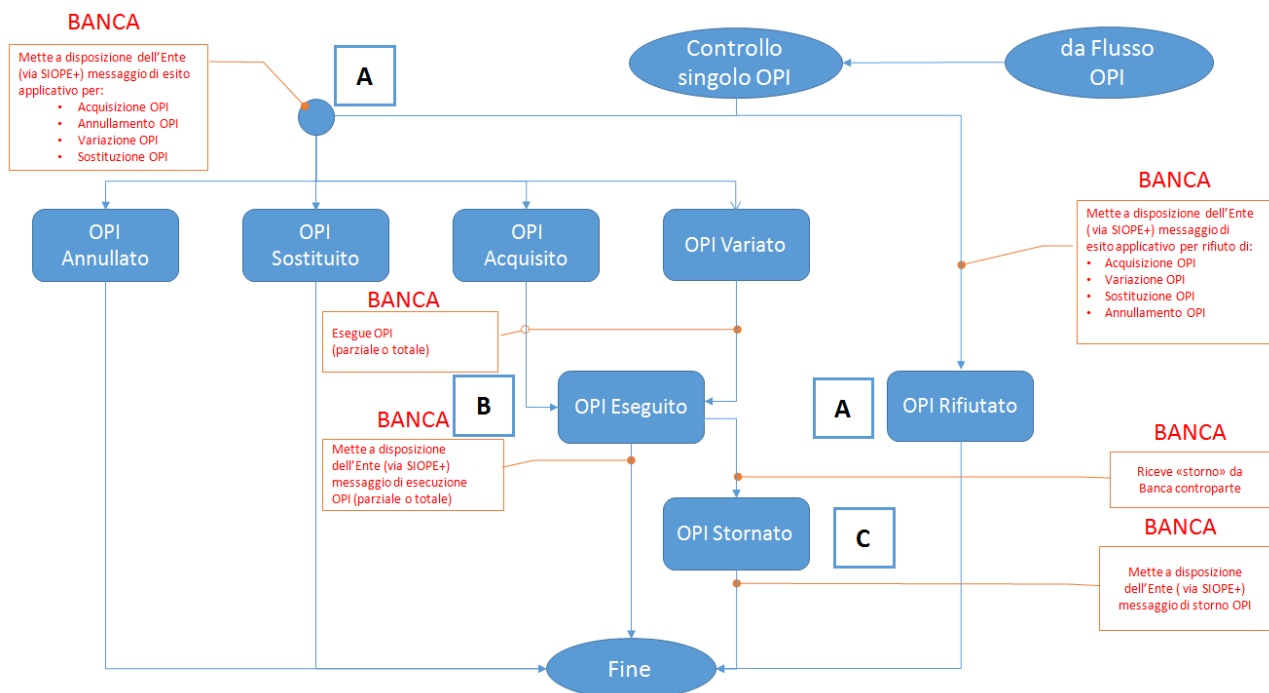 BANCA
Mette a disposizione dell'Ente
(via SIOPE+) messaggio di esito
applicativo per:
• Acquisizione OPI
• Annullamento OPI
• Variazione OPI
• Sostituzione OPI
A
Controllo
singolo OPI
da Flusso
OPI
BANCA
Mette a disposizione dell'Ente
( via SIOPE+) messaggio di
esito applicativo per rifiuto di:
• Acquisizione OPI
• Variazione OPI
• Sostituzione OPI
• Annullamento OPI
OPI
Annullato
OPI
Sostituito
OPI
Acquisito
OPI Variato
BANCA
Esegue OPI
(parziale o totale)
B
OPI Eseguito
A
OPI Rifiutato
BANCA
Mette a disposizione
dell'Ente (via SIOPE+)
messaggio di esecuzione
OPI (parziale o totale)
BANCA
Riceve «storno» da
Banca controparte
OPI Stornato
C
BANCA
Mette a disposizione
dell'Ente ( via SIOPE+)
messaggio di storno OPI
Fine